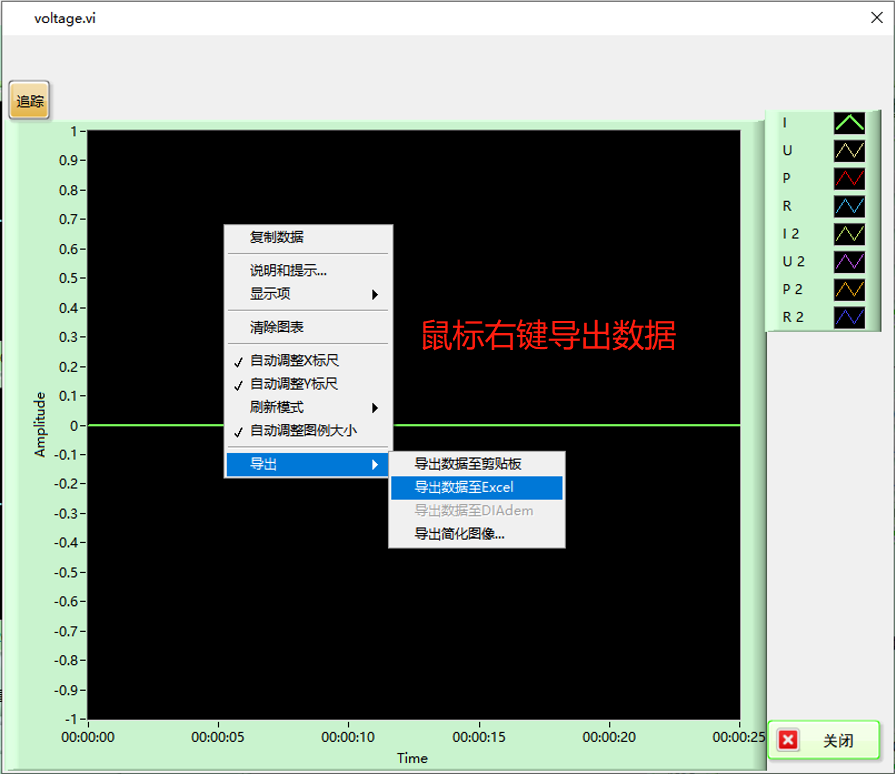 voltage.vi
追踪
I
U
P
R
I 2
U 2
P 2
R 2
1
0.9
0.8
0.7
0.6
0.5
0.4
0.3
0.2
0.1
0
-0.1
-0.2
-0.3
-0.4
-0.5
-0.6
-0.7
-0.8
-0.9
-1
Amplitude
复制数据
说明和提示...
显示项
清除图表
自动调整X标尺
自动调整Y标尺
刷新模式
自动调整图例大小
导出
导出数据至剪贴板
导出数据至Excel
导出数据至DIAdem
导出简化图像...
鼠标右键导出数据
00:00:00 00:00:05 00:00:10 00:00:15 00:00:20 00:00:25
Time
关闭